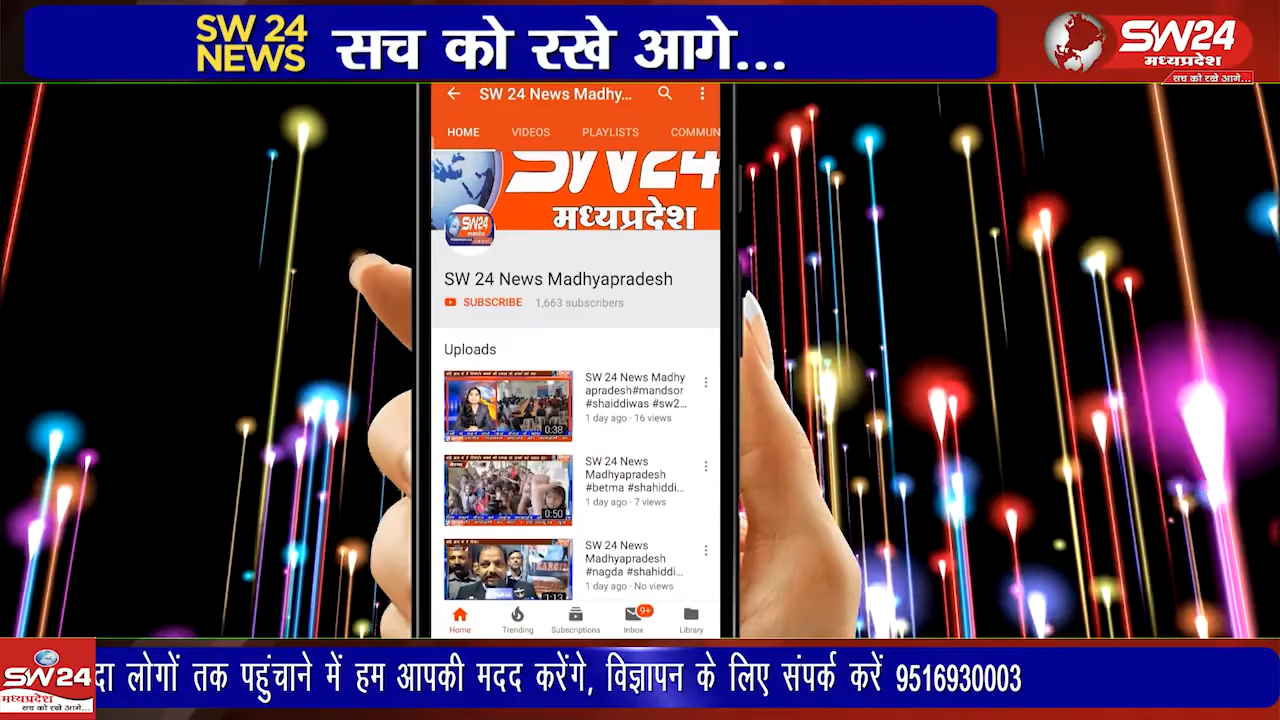 SW 24
NEWS
सच को रखे आगे...
SW24
मध्यप्रदेश
सच को रखे आगे...
SW 24 News Madhy...
HOME VIDEOS PLAYLISTS COMMUN
SW24
मध्यप्रदेश
SW24
SW 24 News Madhyapradesh
SUBSCRIBE 1,663 subscribers
Uploads
SW 24 News Madhy
apradesh#mandsor
#shaiddiwas #sw2...
1 day ago · 16 views
0:38
SW 24 News
Madhyapradesh
#betma #shahiddi...
1 day ago · 7 views
0:50
SW 24 News
Madhyapradesh
#nagda #shahiddi...
1 day ago · No views
1:13
9+
Home Trending Subscriptions Inbox Library
SW24
मध्यप्रदेश
सच को रखे आगे...
दा लोगों तक पहुंचाने में हम आपकी मदद करेंगे, विज्ञापन के लिए संपर्क करें 9516930003